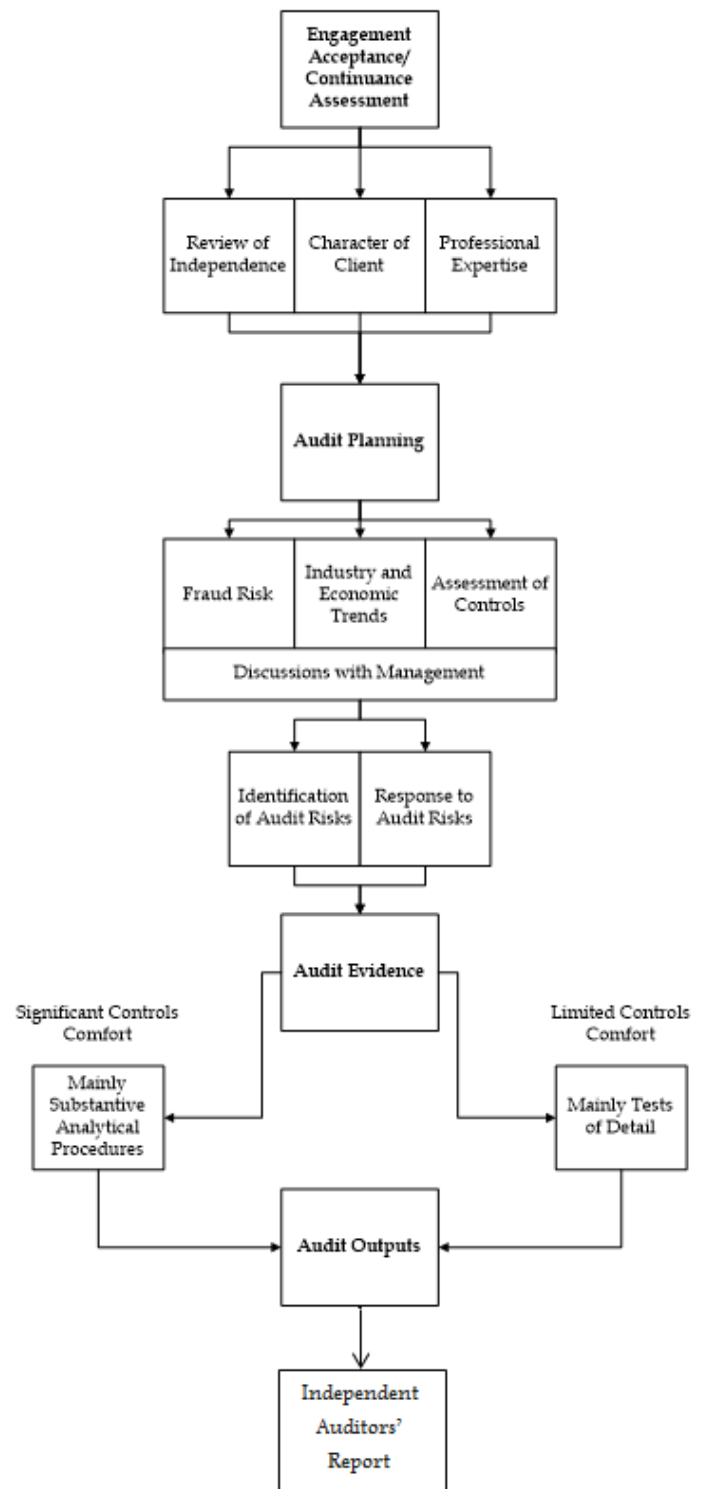 Engagement
Acceptance/
Continuance
Assessment
Review of
Independence
Character of
Client
Professional
Expertise
Audit Planning
Fraud Risk
Industry and
Economic
Trends
Assessment of
Controls
Discussions with Management
Identification
of Audit Risks
Response to
Audit Risks
Audit Evidence
Significant Controls
Comfort
Limited Controls
Comfort
Mainly
Substantive
Analytical
Procedures
Mainly Tests
of Detail
Audit Outputs
Independent
Auditors’
Report